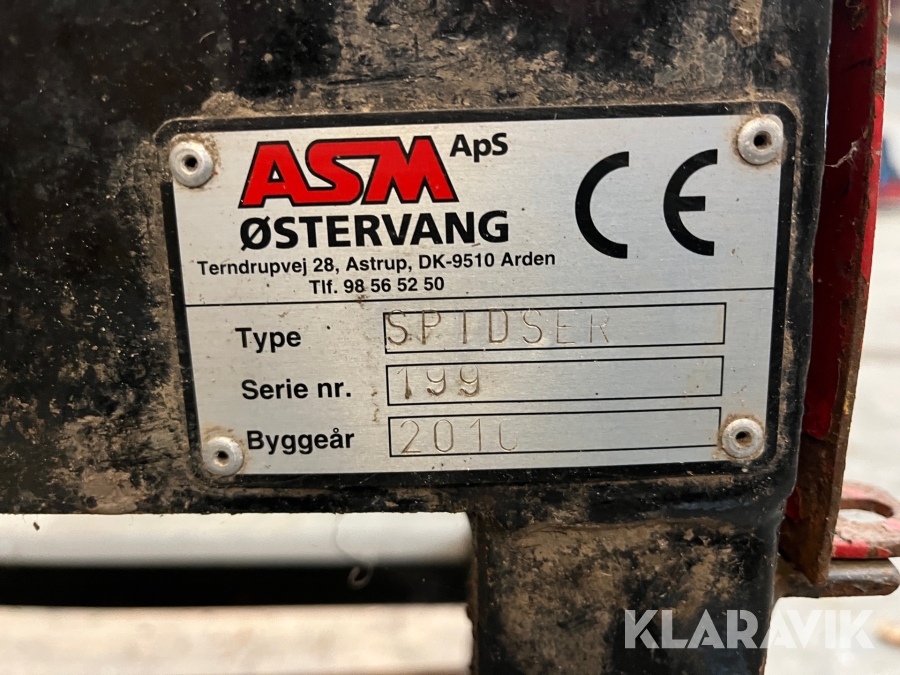 ASM ApS
ØSTERVANG
CE
Terndrupvej 28, Astrup, DK-9510 Arden
Tlf. 98 56 52 50
Type SPIDSER
Serie nr. 199
Byggeår 2010
KLARAVIK